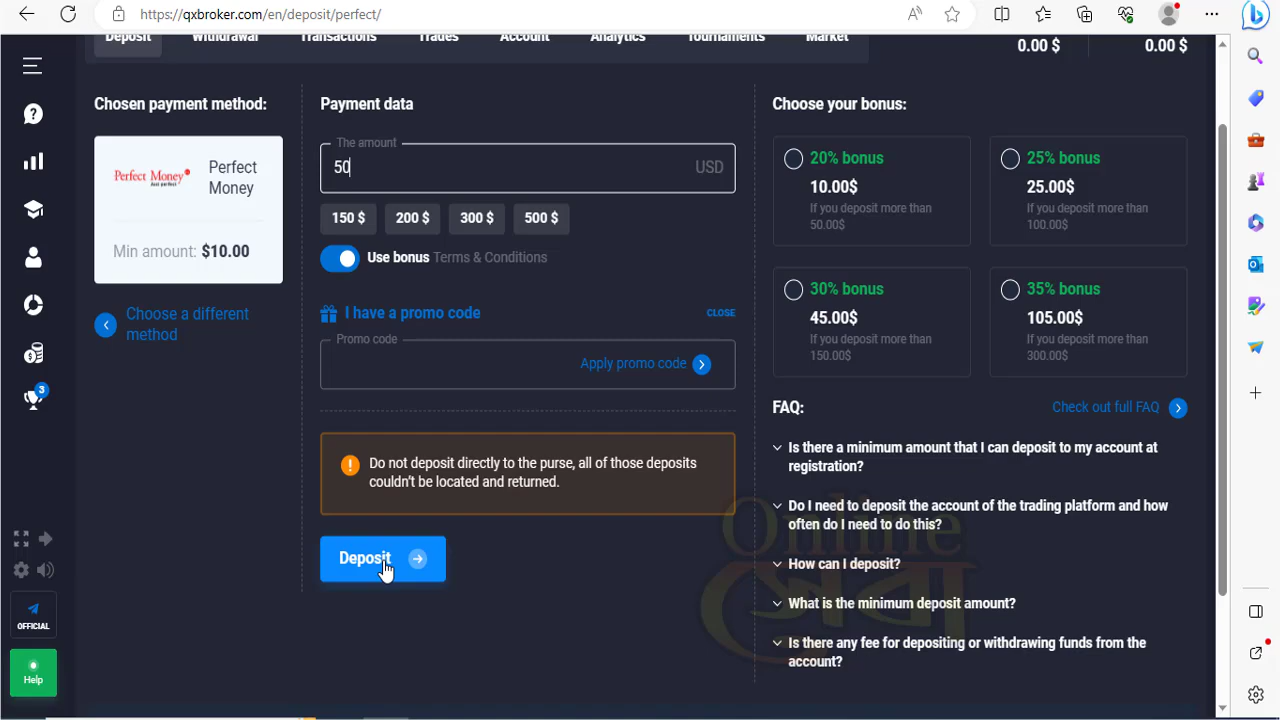 https://qxbroker.com/en/deposit/perfect/
Deposit
Withdrawal
Transactions
Trades
Account
Analytics
Tournaments
Market
0.00 $
0.00 $
Chosen payment method:
Perfect Money
Perfect
Money
Min amount: $10.00
Choose a different
method
Payment data
The amount
50
USD
150 $
200 $
300 $
500 $
Use bonus Terms & Conditions
I have a promo code
CLOSE
Promo code
Apply promo code
Do not deposit directly to the purse, all of those deposits
couldn't be located and returned.
Deposit
Choose your bonus:
20% bonus
10.00$
If you deposit more than
50.00$
25% bonus
25.00$
If you deposit more than
100.00$
30% bonus
45.00$
If you deposit more than
150.00$
35% bonus
105.00$
If you deposit more than
300.00$
FAQ:
Check out full FAQ
Is there a minimum amount that I can deposit to my account at
registration?
Do I need to deposit the account of the trading platform and how
often do I need to do this?
How can I deposit?
What is the minimum deposit amount?
Is there any fee for depositing or withdrawing funds from the
account?
3
OFFICIAL
Help
Online